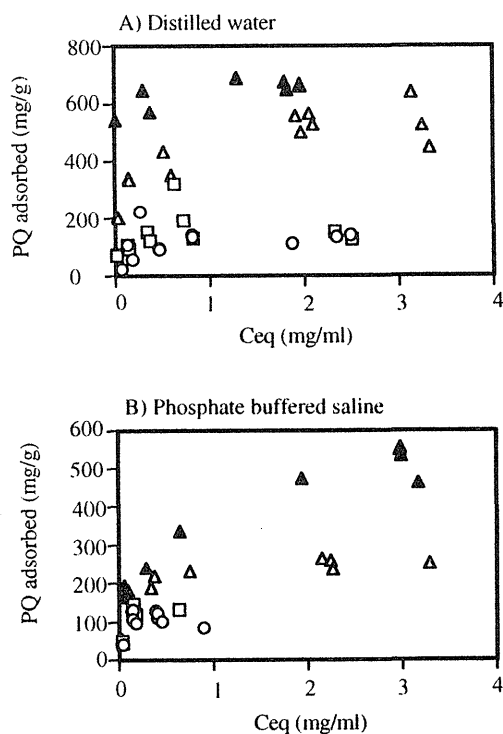 A) Distilled water
800
600
400
200
0
PQ adsorbed (mg/g)
0 1 2 3 4
Ceq (mg/ml)
B) Phosphate buffered saline
600
500
400
300
200
100
0
PQ adsorbed (mg/g)
0 1 2 3 4
Ceq (mg/ml)